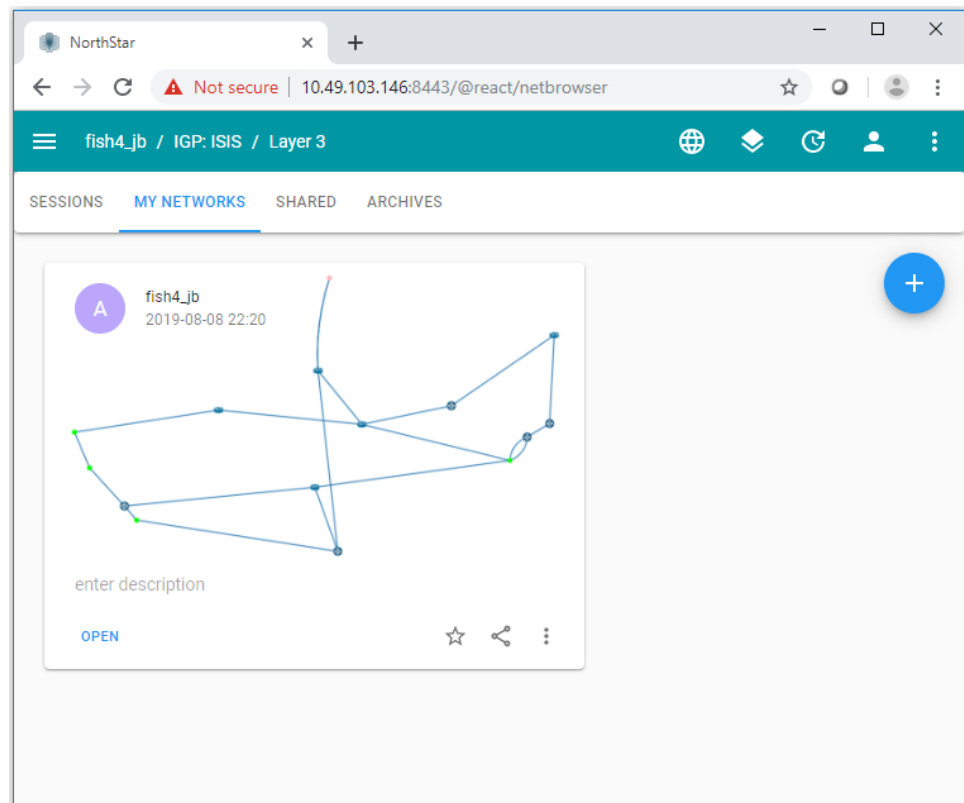 NorthStar
Not secure | 10.49.103.146:8443/@react/netbrowser
fish4_jb / IGP: ISIS / Layer 3
SESSIONS MY NETWORKS SHARED ARCHIVES
A
fish4_jb
2019-08-08 22:20
enter description
OPEN